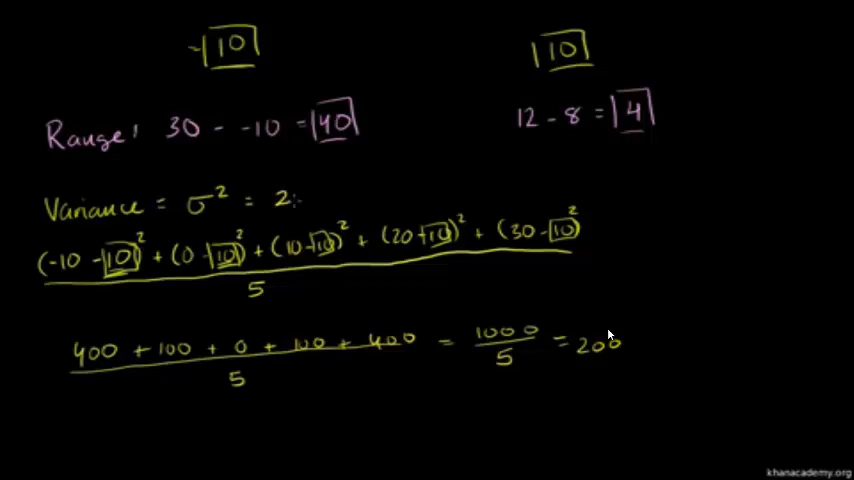 10 10
Range: 30 - -10 = 40 12 - 8 = 4
Variance = σ² = 2
(-10 - 10)² + (0 - 10)² + (10 - 10)² + (20 - 10)² + (30 - 10)²
5
400 + 100 + 0 + 100 + 400 = 1000 = 200
5 5
khanacademy.org